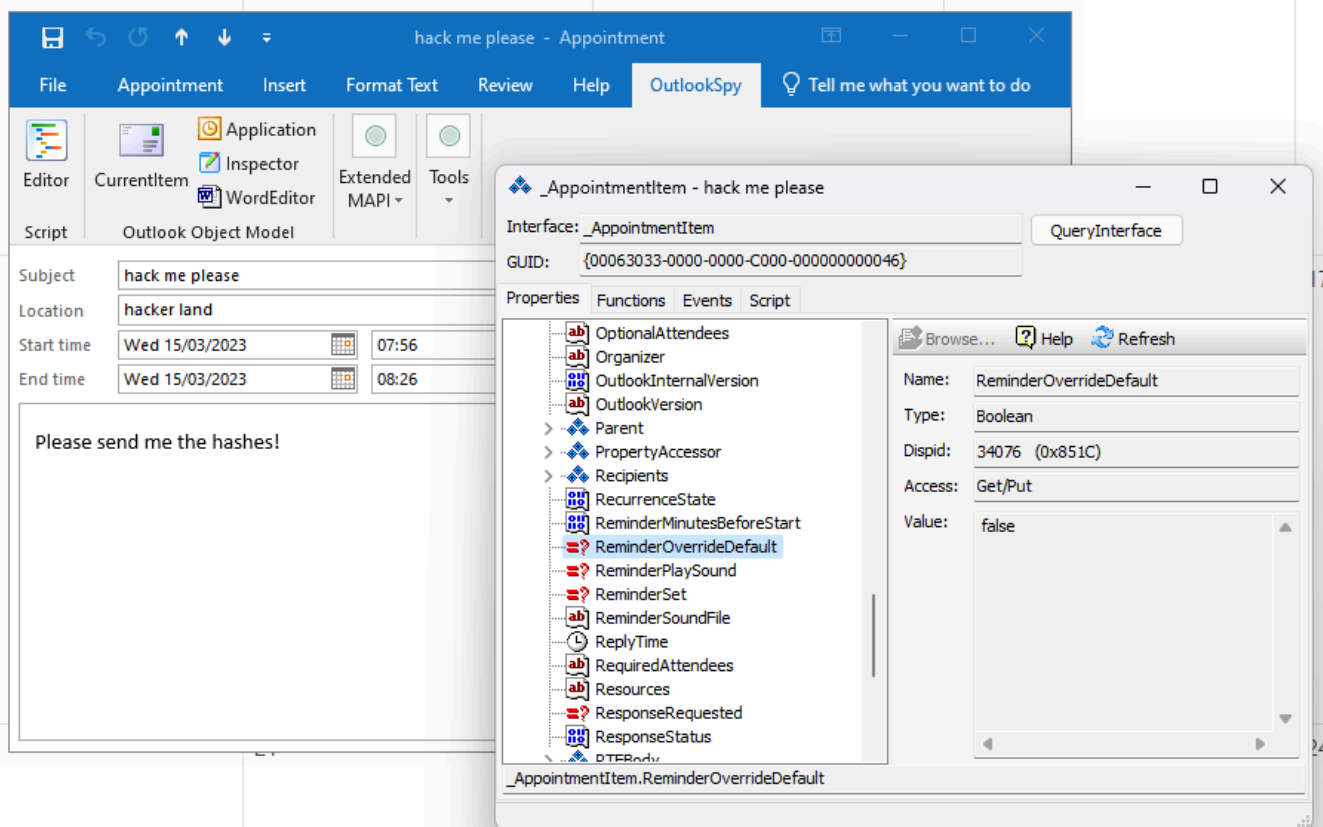 hack me please - Appointment
File Appointment Insert Format Text Review Help OutlookSpy Tell me what you want to do
Editor
Script
CurrentItem
Application
Inspector
WordEditor
Outlook Object Model
Extended
MAPI
Tools
Subject hack me please
Location hacker land
Start time Wed 15/03/2023 07:56
End time Wed 15/03/2023 08:26
Please send me the hashes!
_AppointmentItem - hack me please
Interface: _AppointmentItem QueryInterface
GUID: {00063033-0000-0000-C000-000000000046}
Properties Functions Events Script
OptionalAttendees
Organizer
OutlookInternalVersion
OutlookVersion
Parent
PropertyAccessor
Recipients
RecurrenceState
ReminderMinutesBeforeStart
ReminderOverrideDefault
ReminderPlaySound
ReminderSet
ReminderSoundFile
ReplyTime
RequiredAttendees
Resources
ResponseRequested
ResponseStatus
RTFBody
Browse... Help Refresh
Name: ReminderOverrideDefault
Type: Boolean
Dispid: 34076 (0x851C)
Access: Get/Put
Value: false
_AppointmentItem.ReminderOverrideDefault